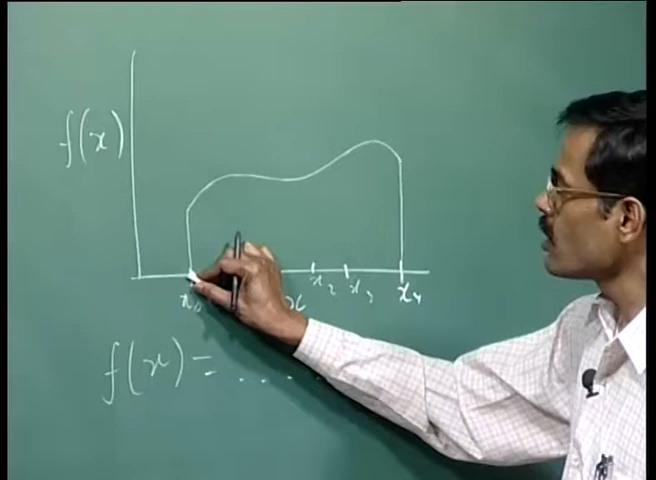 f(x)
x₀ x₂ x₃ x₄
f(x) = ....